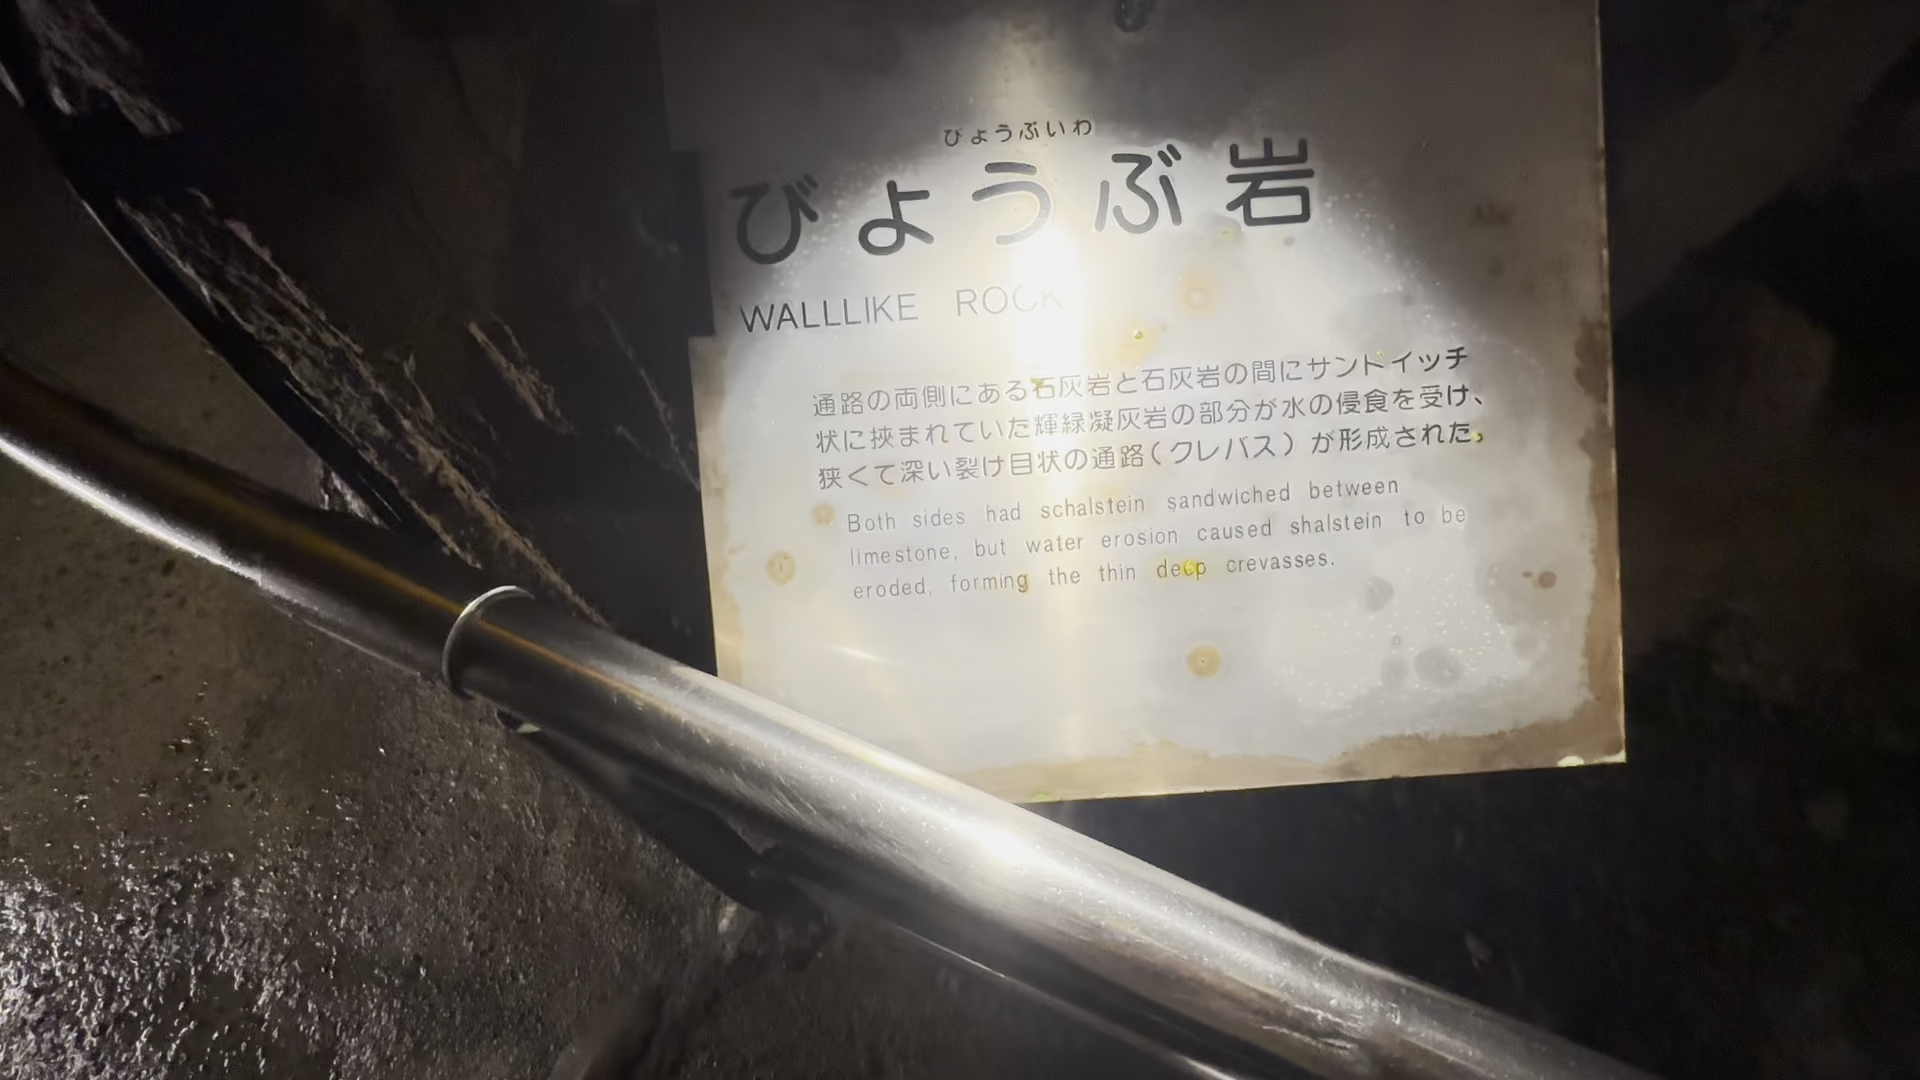 びょうぶいわ
びょうぶ岩
WALLLIKE ROCK
通路の両側にある石灰岩と石灰岩の間にサンドイッチ
状に挾まれていた輝緑凝灰岩の部分が水の侵食を受け、
狭くて深い裂け目状の通路(クレバス)が形成された。
Both sides had schalstein sandwiched between
limestone, but water erosion caused shalstein to be
eroded, forming the thin deep crevasses.